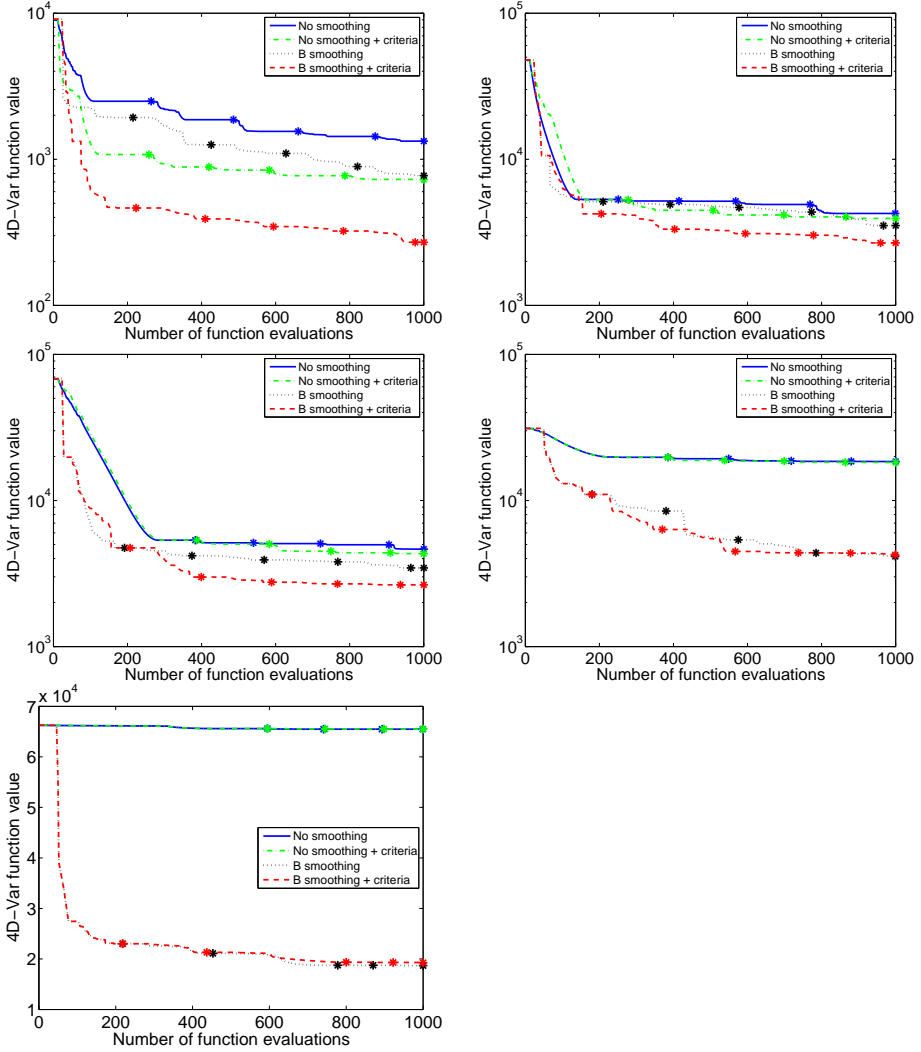 10^4
10^3
10^2
4D-Var function value
0 200 400 600 800 1000
Number of function evaluations
No smoothing
No smoothing + criteria
B smoothing
B smoothing + criteria
10^5
10^4
10^3
4D-Var function value
0 200 400 600 800 1000
Number of function evaluations
No smoothing
No smoothing + criteria
B smoothing
B smoothing + criteria
10^5
10^4
10^3
4D-Var function value
0 200 400 600 800 1000
Number of function evaluations
No smoothing
No smoothing + criteria
B smoothing
B smoothing + criteria
10^5
10^4
10^3
4D-Var function value
0 200 400 600 800 1000
Number of function evaluations
No smoothing
No smoothing + criteria
B smoothing
B smoothing + criteria
x 10^4
7
6
5
4
3
2
1
4D-Var function value
0 200 400 600 800 1000
Number of function evaluations
No smoothing
No smoothing + criteria
B smoothing
B smoothing + criteria